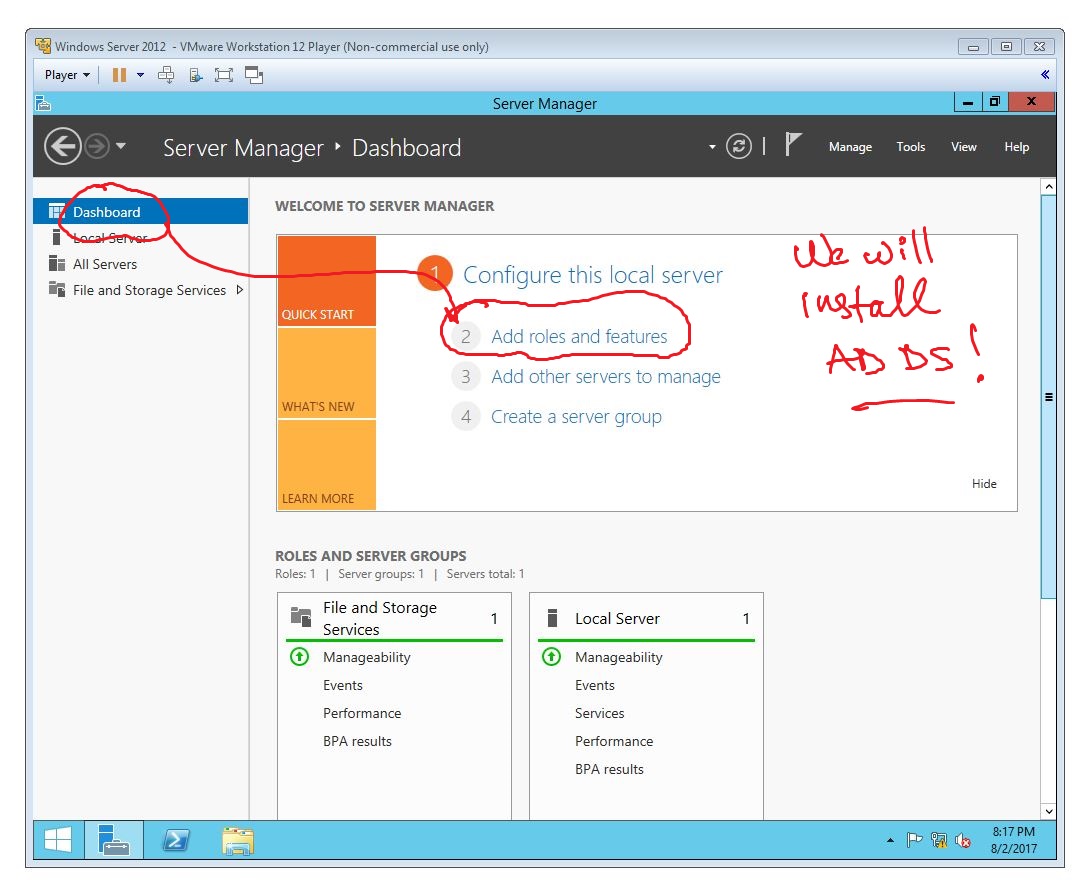 Windows Server 2012 - VMware Workstation 12 Player (Non-commercial use only)
Player
Server Manager
Server Manager Dashboard
Manage Tools View Help
Dashboard
Local Server
All Servers
File and Storage Services
WELCOME TO SERVER MANAGER
QUICK START
WHAT'S NEW
LEARN MORE
1 Configure this local server
2 Add roles and features
3 Add other servers to manage
4 Create a server group
We will
install
AD DS!
Hide
ROLES AND SERVER GROUPS
Roles: 1 | Server groups: 1 | Servers total: 1
File and Storage
Services 1
Manageability
Events
Performance
BPA results
Local Server 1
Manageability
Events
Services
Performance
BPA results
8:17 PM
8/2/2017